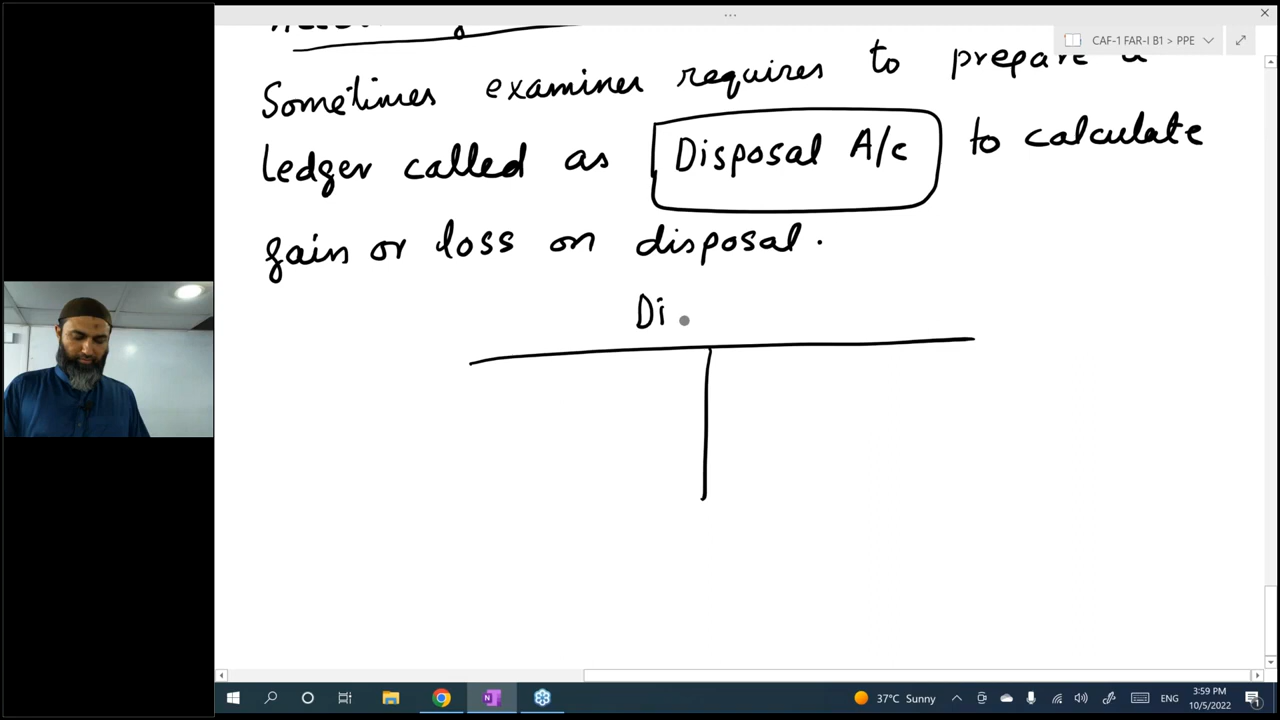 CAF-1 FAR-I B1 > PPE
Sometimes examiner requires to prepare a
ledger called as Disposal A/c to calculate
gain or loss on disposal.
Di
37°C Sunny
ENG
3:59 PM
10/5/2022
1